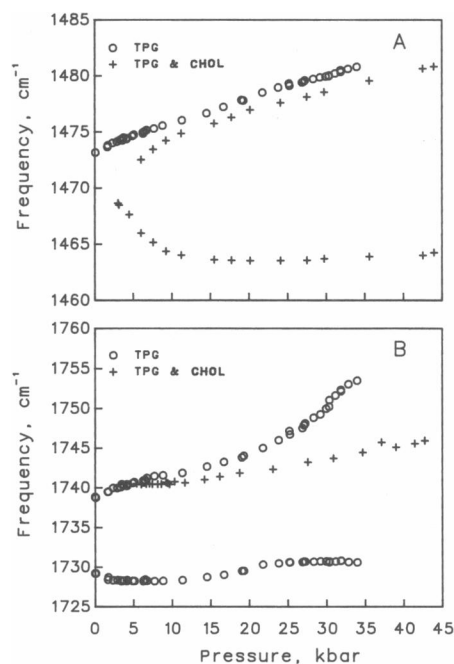 A
TPG
TPG & CHOL
1485
1480
1475
1470
1465
1460
Frequency, cm⁻¹
B
TPG
TPG & CHOL
1760
1755
1750
1745
1740
1735
1730
1725
Frequency, cm⁻¹
0 5 10 15 20 25 30 35 40 45
Pressure, kbar